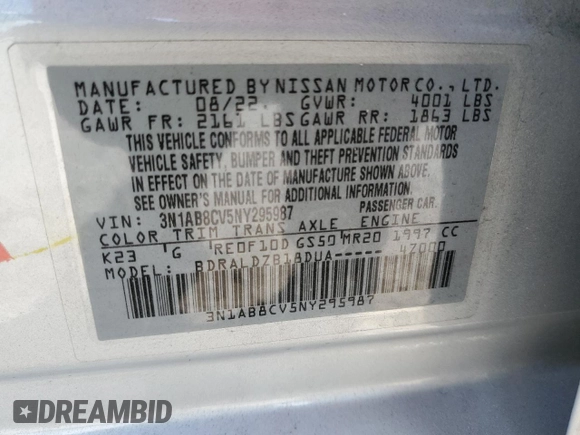 MANUFACTURED BY NISSAN MOTOR CO., LTD.
DATE: 08/22 GVWR: 4001 LBS
GAWR FR: 2161 LBS GAWR RR: 1863 LBS
THIS VEHICLE CONFORMS TO ALL APPLICABLE FEDERAL MOTOR
VEHICLE SAFETY, BUMPER AND THEFT PREVENTION STANDARDS
IN EFFECT ON THE DATE OF MANUFACTURE SHOWN ABOVE.
SEE OWNER'S MANUAL FOR ADDITIONAL INFORMATION.
VIN: 3N1AB8CV5NY295987 PASSENGER CAR
COLOR TRIM TRANS AXLE ENGINE
K23 G RE0F10D GS50 MR20 1997 CC
MODEL: BDRALDZB18DUA----- 47000
3N1AB8CV5NY295987
DREAMBID